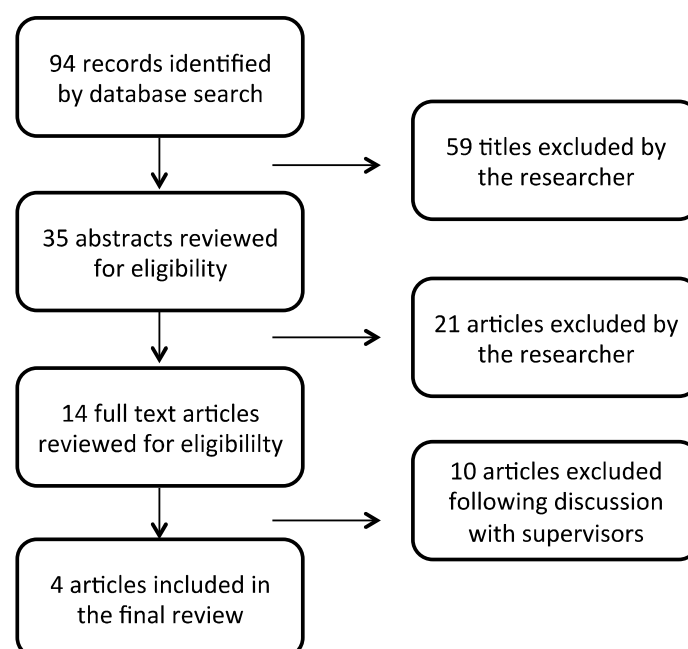 94 records identified
by database search
59 titles excluded by
the researcher
35 abstracts reviewed
for eligibility
21 articles excluded by
the researcher
14 full text articles
reviewed for eligibililty
10 articles excluded
following discussion
with supervisors
4 articles included in
the final review